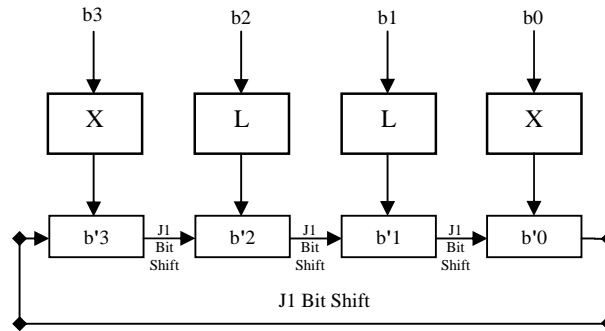 b3 b2 b1 b0
X L L X
b'3 b'2 b'1 b'0
J1 J1 J1
Bit Bit Bit
Shift Shift Shift
J1 Bit Shift